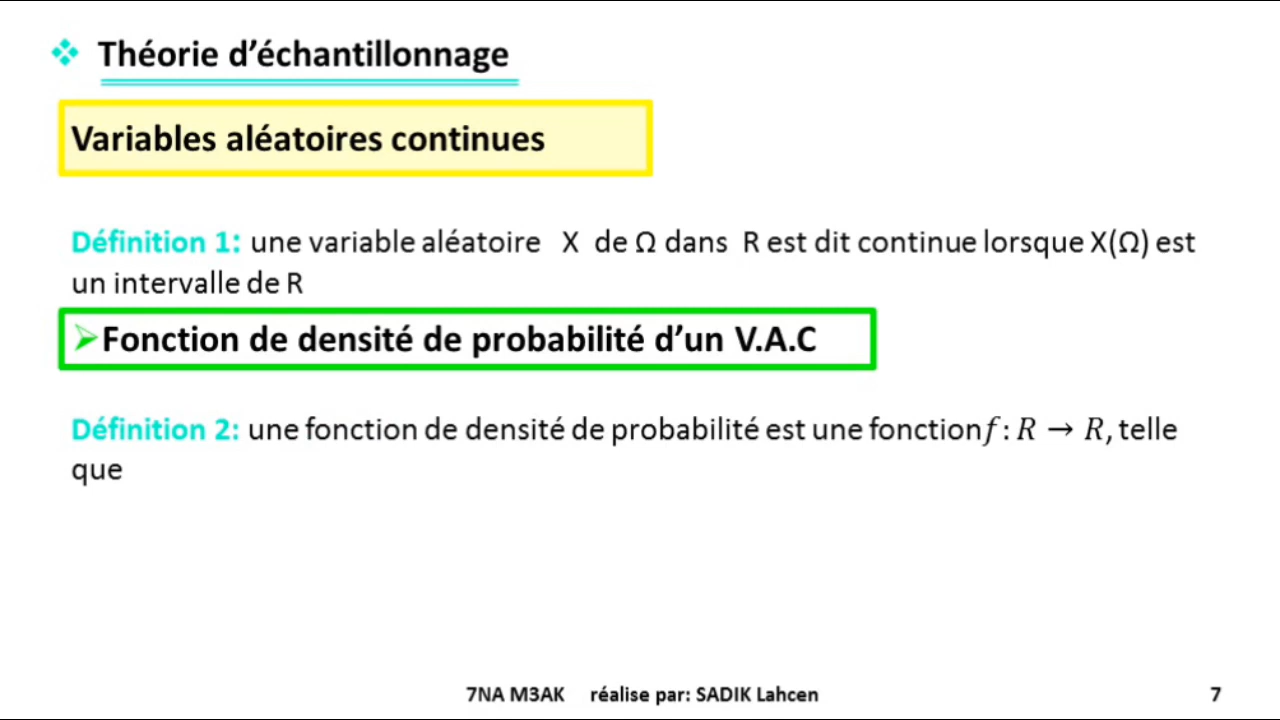 Théorie d’échantillonnage
Variables aléatoires continues
Définition 1: une variable aléatoire X de Ω dans R est dit continue lorsque X(Ω) est
un intervalle de R
Fonction de densité de probabilité d’un V.A.C
Définition 2: une fonction de densité de probabilité est une fonction f : R → R, telle
que
7NA M3AK réalise par: SADIK Lahcen 7